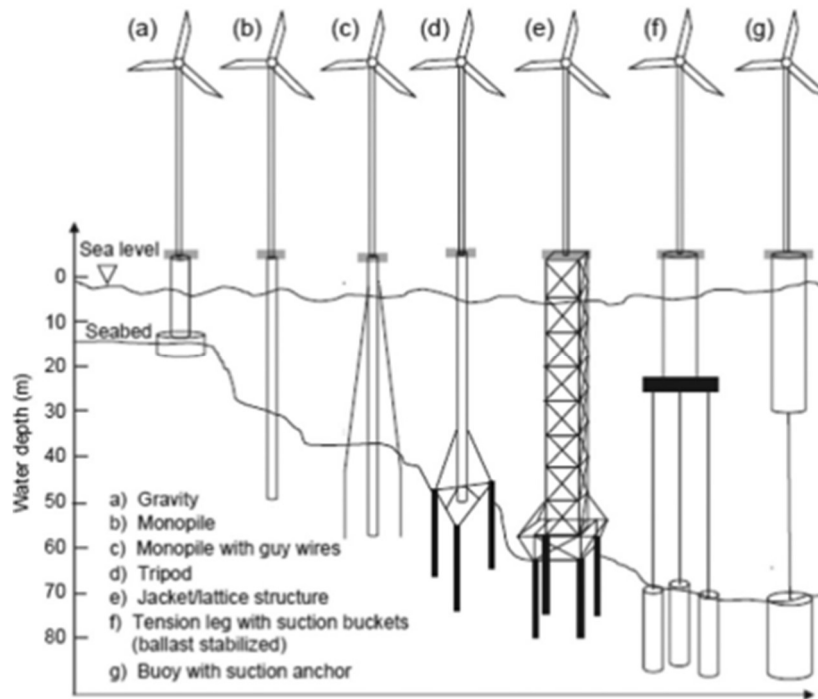 (a) (b) (c) (d) (e) (f) (g)
Sea level
0
10
Seabed
20
30
40
50
60
70
80
Water depth (m)
a) Gravity
b) Monopile
c) Monopile with guy wires
d) Tripod
e) Jacket/lattice structure
f) Tension leg with suction buckets
(ballast stabilized)
g) Buoy with suction anchor